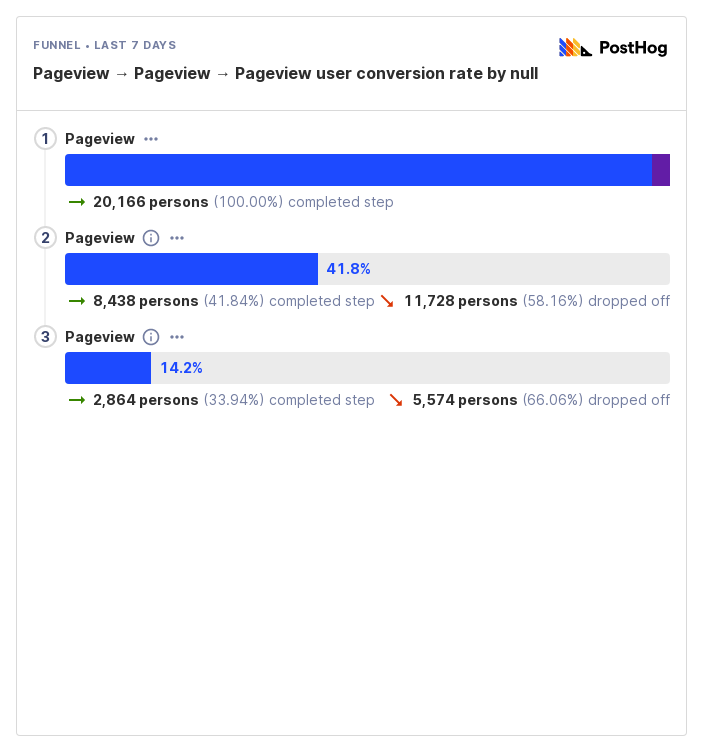 FUNNEL • LAST 7 DAYS
PostHog
Pageview → Pageview → Pageview user conversion rate by null
1 Pageview
20,166 persons (100.00%) completed step
2 Pageview
41.8%
8,438 persons (41.84%) completed step 11,728 persons (58.16%) dropped off
3 Pageview
14.2%
2,864 persons (33.94%) completed step 5,574 persons (66.06%) dropped off